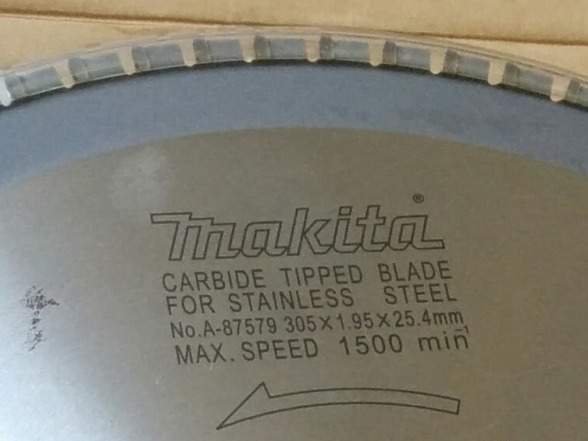 makita®
CARBIDE TIPPED BLADE
FOR STAINLESS STEEL
No.A-87579 305×1.95×25.4mm
MAX. SPEED 1500 min⁻¹